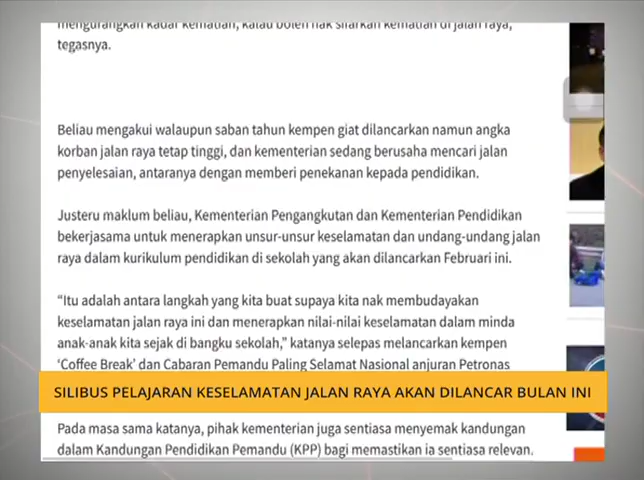 mengurangkan kadar kematian, kalau boleh nak sifarkan kematian di jalan raya,
tegasnya.
Beliau mengakui walaupun saban tahun kempen giat dilancarkan namun angka
korban jalan raya tetap tinggi, dan kementerian sedang berusaha mencari jalan
penyelesaian, antaranya dengan memberi penekanan kepada pendidikan.
Justeru maklum beliau, Kementerian Pengangkutan dan Kementerian Pendidikan
bekerjasama untuk menerapkan unsur-unsur keselamatan dan undang-undang jalan
raya dalam kurikulum pendidikan di sekolah yang akan dilancarkan Februari ini.
“Itu adalah antara langkah yang kita buat supaya kita nak membudayakan
keselamatan jalan raya ini dan menerapkan nilai-nilai keselamatan dalam minda
anak-anak kita sejak di bangku sekolah,” katanya selepas melancarkan kempen
‘Coffee Break’ dan Cabaran Pemandu Paling Selamat Nasional anjuran Petronas
SILIBUS PELAJARAN KESELAMATAN JALAN RAYA AKAN DILANCAR BULAN INI
Pada masa sama katanya, pihak kementerian juga sentiasa menyemak kandungan
dalam Kandungan Pendidikan Pemandu (KPP) bagi memastikan ia sentiasa relevan.